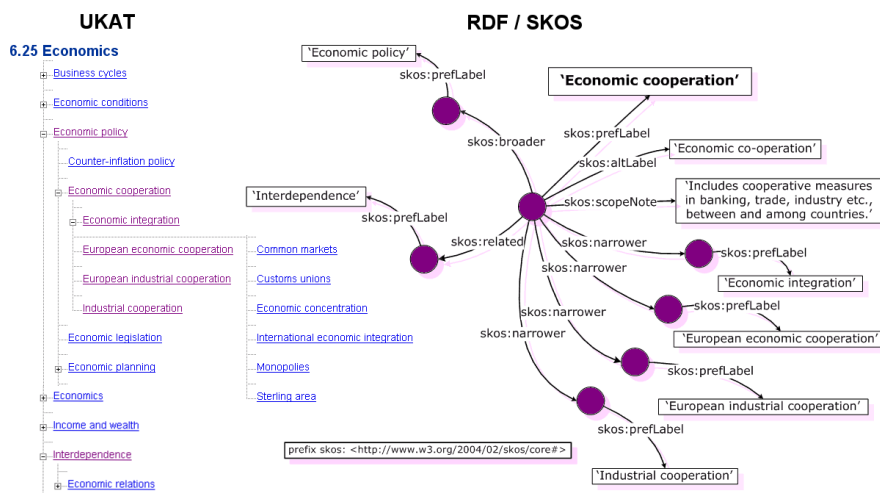 UKAT
RDF / SKOS
6.25 Economics
Business cycles
Economic conditions
Economic policy
Counter-inflation policy
Economic cooperation
Economic integration
European economic cooperation
European industrial cooperation
Industrial cooperation
Economic legislation
Economic planning
Economics
Income and wealth
Interdependence
Economic relations
Common markets
Customs unions
Economic concentration
International economic integration
Monopolies
Sterling area
‘Economic policy’
skos:prefLabel
skos:broader
‘Economic cooperation’
skos:prefLabel
skos:altLabel
‘Economic co-operation’
skos:scopeNote
‘Includes cooperative measures
in banking, trade, industry etc.,
between and among countries.’
‘Interdependence’
skos:prefLabel
skos:related
skos:narrower
skos:prefLabel
‘Economic integration’
skos:narrower
skos:prefLabel
‘European economic cooperation’
skos:narrower
skos:prefLabel
‘European industrial cooperation’
skos:narrower
skos:prefLabel
‘Industrial cooperation’
prefix skos: <http://www.w3.org/2004/02/skos/core#>